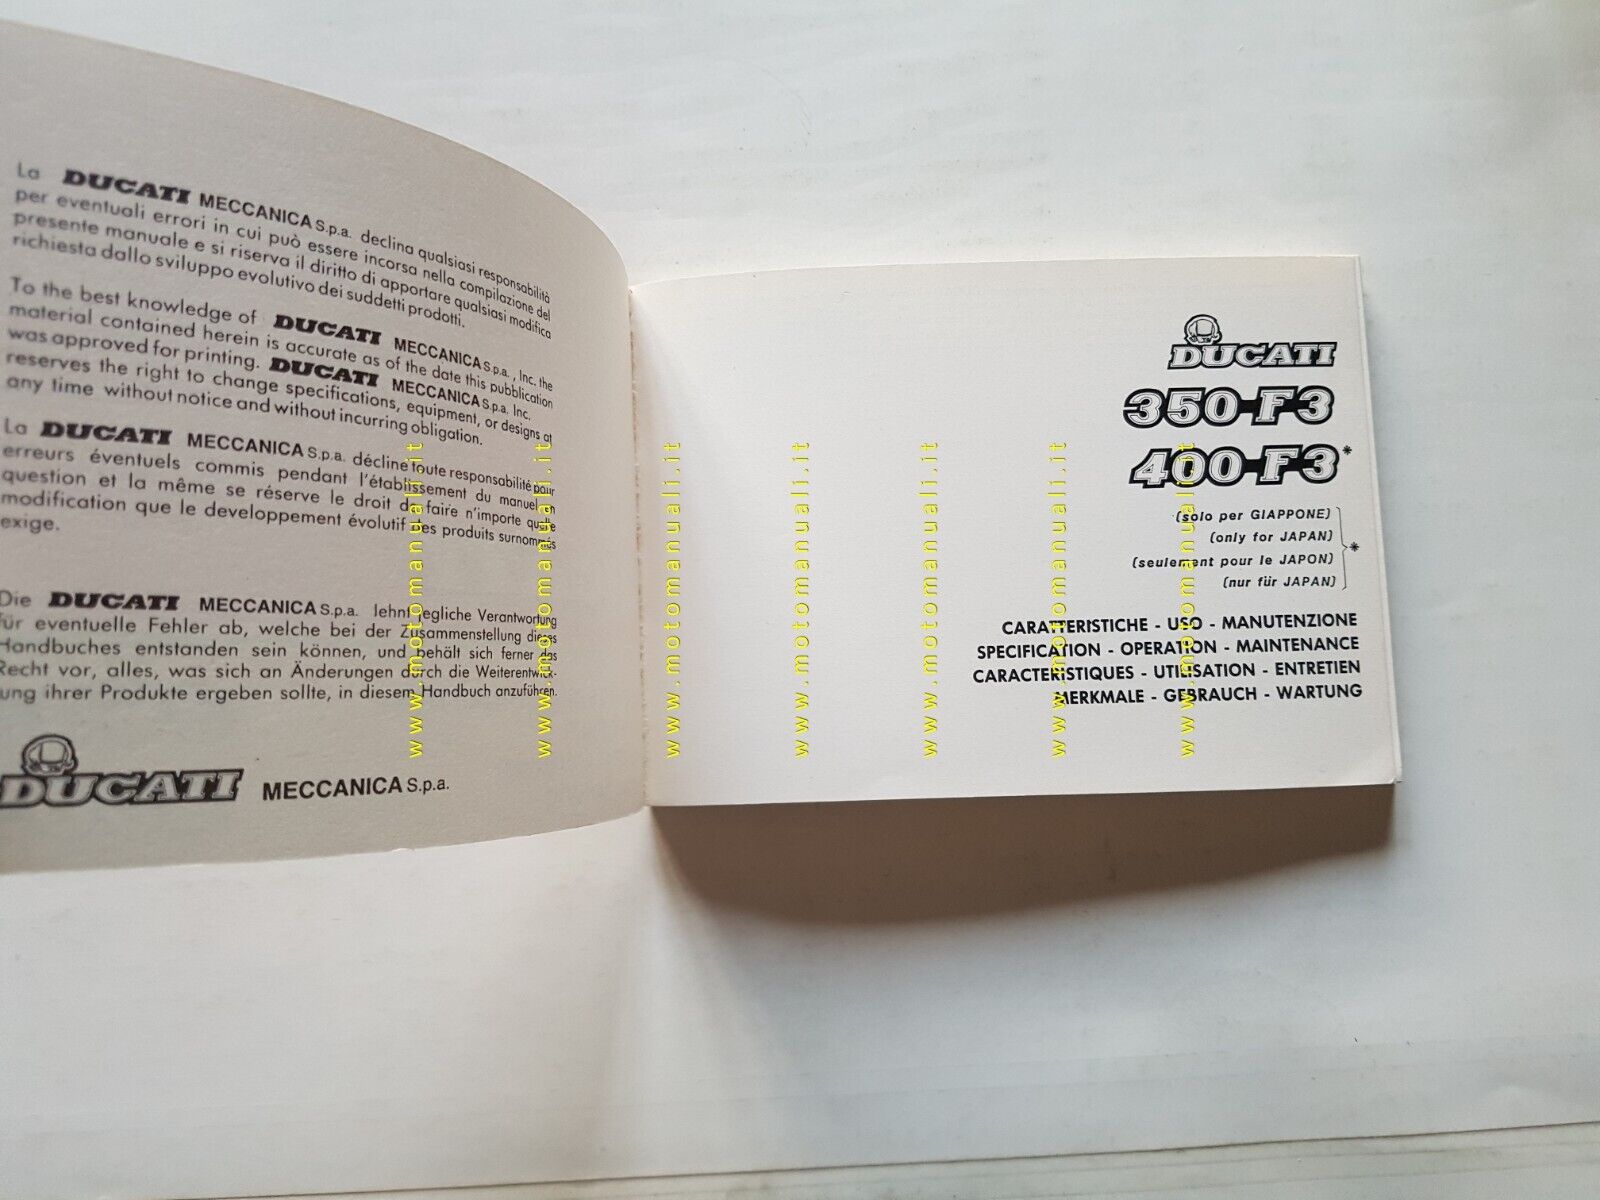 La DUCATI MECCANICA S.p.a. declina qualsiasi responsabilità
per eventuali errori in cui può essere incorsa nella compilazione del
presente manuale e si riserva il diritto di apportare qualsiasi modifica
richiesta dallo sviluppo evolutivo dei suddetti prodotti.
To the best knowledge of DUCATI MECCANICA S.p.a., Inc. the
material contained herein is accurate as of the date this pubblication
was approved for printing. DUCATI MECCANICA S.p.a. Inc.
reserves the right to change specifications, equipment, or designs at
any time without notice and without incurring obligation.
La DUCATI MECCANICA S.p.a. décline toute responsabilité pour
erreurs éventuels commis pendant l'établissement du manuel en
question et la même se réserve le droit de faire n'importe quelle
modification que le developpement évolutif des produits surnommés
exige.
Die DUCATI MECCANICA S.p.a. lehnt jegliche Verantwortung
für eventuelle Fehler ab, welche bei der Zusammenstellung dieses
Handbuches entstanden sein können, und behält sich ferner das
Recht vor, alles, was sich an Änderungen durch die Weiterentwick-
ung ihrer Produkte ergeben sollte, in diesem Handbuch anzuführen.
DUCATI MECCANICA S.p.a.
DUCATI
350-F3
400-F3*
(solo per GIAPPONE)
(only for JAPAN)
(seulement pour le JAPON)
(nur für JAPAN)
*
CARATTERISTICHE - USO - MANUTENZIONE
SPECIFICATION - OPERATION - MAINTENANCE
CARACTERISTIQUES - UTILISATION - ENTRETIEN
MERKMALE - GEBRAUCH - WARTUNG
www.motomanuali.it
www.motomanuali.it
www.motomanuali.it
www.motomanuali.it
www.motomanuali.it
www.motomanuali.it
www.motomanuali.it